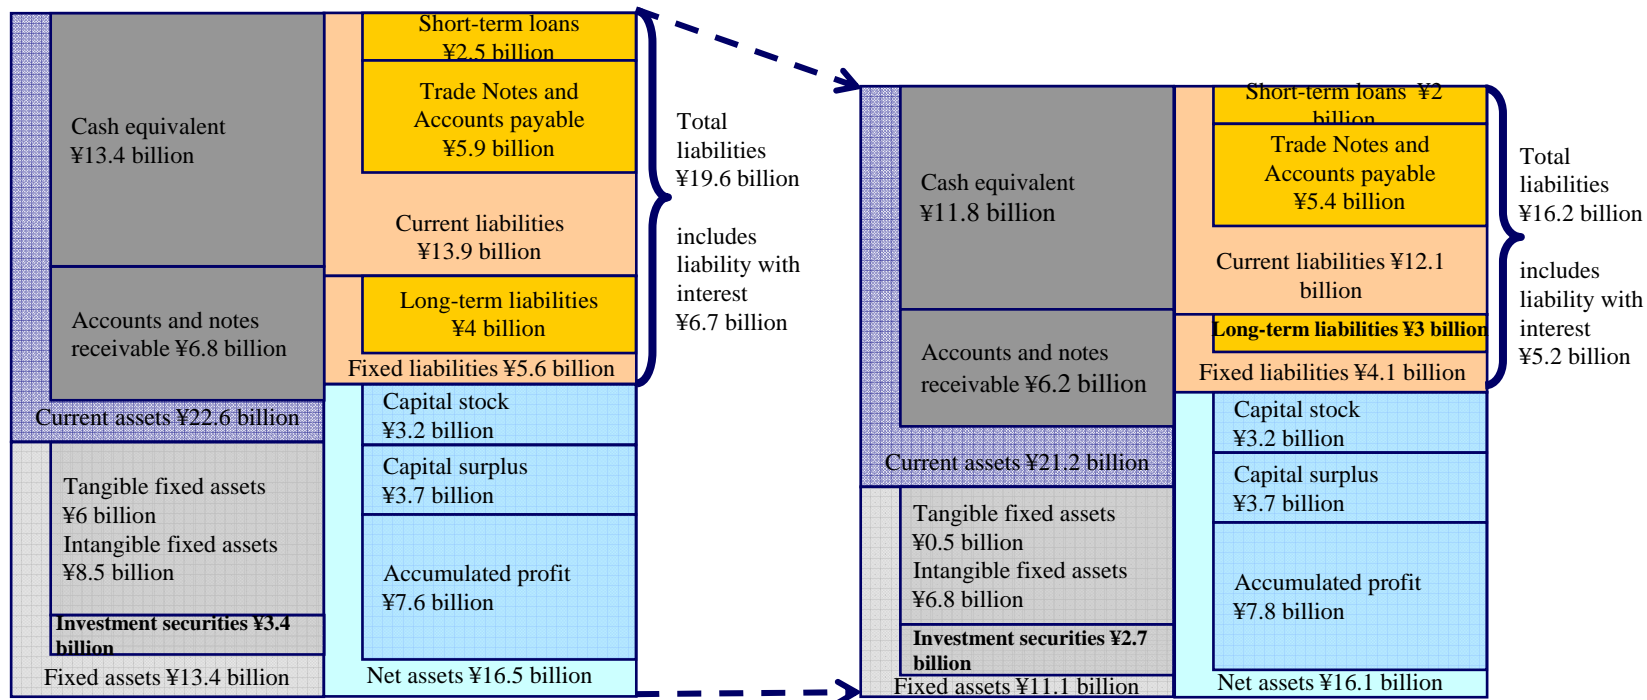 Cash equivalent
¥13.4 billion
Accounts and notes
receivable ¥6.8 billion
Current assets ¥22.6 billion
Tangible fixed assets
¥6 billion
Intangible fixed assets
¥8.5 billion
Investment securities ¥3.4
billion
Fixed assets ¥13.4 billion
Short-term loans
¥2.5 billion
Trade Notes and
Accounts payable
¥5.9 billion
Current liabilities
¥13.9 billion
Long-term liabilities
¥4 billion
Fixed liabilities ¥5.6 billion
Capital stock
¥3.2 billion
Capital surplus
¥3.7 billion
Accumulated profit
¥7.6 billion
Net assets ¥16.5 billion
Total
liabilities
¥19.6 billion
includes
liability with
interest
¥6.7 billion
Cash equivalent
¥11.8 billion
Accounts and notes
receivable ¥6.2 billion
Current assets ¥21.2 billion
Tangible fixed assets
¥0.5 billion
Intangible fixed assets
¥6.8 billion
Investment securities ¥2.7
billion
Fixed assets ¥11.1 billion
Short-term loans ¥2
billion
Trade Notes and
Accounts payable
¥5.4 billion
Current liabilities ¥12.1
billion
Long-term liabilities ¥3 billion
Fixed liabilities ¥4.1 billion
Capital stock
¥3.2 billion
Capital surplus
¥3.7 billion
Accumulated profit
¥7.8 billion
Net assets ¥16.1 billion
Total
liabilities
¥16.2 billion
includes
liability with
interest
¥5.2 billion